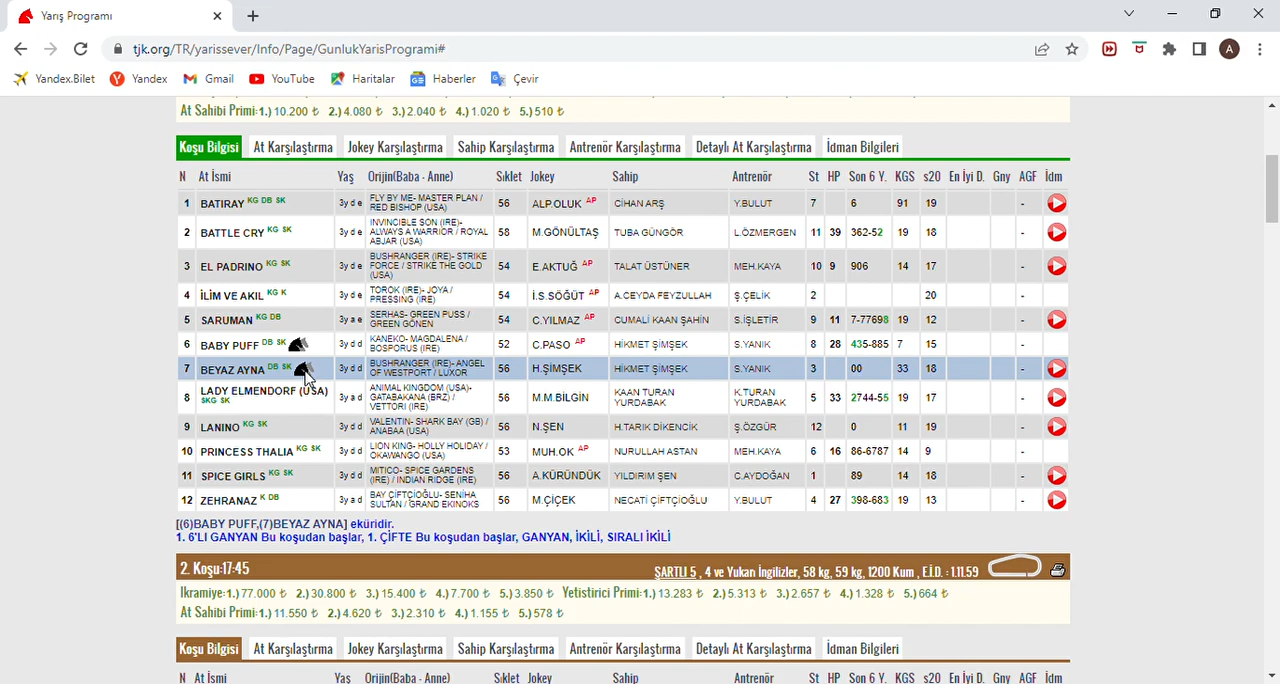 Yarış Programı
tjk.org/TR/yarissever/Info/Page/GunlukYarisProgrami#
A
Yandex.Bilet Yandex Gmail YouTube Haritalar Haberler Çevir
At Sahibi Primi:1.) 10.200 ₺ 2.) 4.080 ₺ 3.) 2.040 ₺ 4.) 1.020 ₺ 5.) 510 ₺
Koşu Bilgisi At Karşılaştırma Jokey Karşılaştırma Sahip Karşılaştırma Antrenör Karşılaştırma Detaylı At Karşılaştırma İdman Bilgileri
N At İsmi Yaş Orijin(Baba - Anne) Sıklet Jokey Sahip Antrenör St HP Son 6 Y. KGS s20 En İyi D. Gny AGF İdm
1 BATIRAY KG DB SK 3y d e FLY BY ME- MASTER PLAN / RED BISHOP (USA) 56 ALP.OLUK AP CİHAN ARŞ Y.BULUT 7 6 91 19 -
2 BATTLE CRY KG SK 3y d e INVINCIBLE SON (IRE)- ALWAYS A WARRIOR / ROYAL ABJAR (USA) 58 M.GÖNÜLTAŞ TUBA GÜNGÖR L.ÖZMERGEN 11 39 362-52 19 18 -
3 EL PADRINO KG SK 3y d e BUSHRANGER (IRE)- STRIKE FORCE / STRIKE THE GOLD (USA) 54 E.AKTUĞ AP TALAT ÜSTÜNER MEH.KAYA 10 9 906 14 17 -
4 İLİM VE AKIL KG K 3y d e TOROK (IRE)- JOYA / PRESSING (IRE) 54 İ.S.SÖĞÜT AP A.CEYDA FEYZULLAH Ş.ÇELİK 2 20 -
5 SARUMAN KG DB 3y a e SERHAS- GREEN PUSS / GREEN GÖNEN 54 C.YILMAZ AP CUMALİ KAAN ŞAHİN S.İŞLETİR 9 11 7-77698 19 12 -
6 BABY PUFF DB SK 3y d d KANEKO- MAGDALENA / BOSPORUS (IRE) 52 C.PASO AP HİKMET ŞİMŞEK S.YANIK 8 28 435-885 7 15 -
7 BEYAZ AYNA DB SK 3y d d BUSHRANGER (IRE)- ANGEL OF WESTPORT / LUXOR 56 H.ŞİMŞEK HİKMET ŞİMŞEK S.YANIK 3 00 33 18 -
8 LADY ELMENDORF (USA) SKG SK 3y a d ANIMAL KINGDOM (USA)- GATABAKANA (BRZ) / VETTORI (IRE) 56 M.M.BİLGİN KAAN TURAN YURDABAK K.TURAN YURDABAK 5 33 2744-55 19 17 -
9 LANINO KG SK 3y d d VALENTIN- SHARK BAY (GB) / ANABAA (USA) 56 N.ŞEN H.TARIK DİKENCİK Ş.ÖZGÜR 12 0 11 19 -
10 PRINCESS THALIA KG SK 3y d d LION KING- HOLLY HOLIDAY / OKAWANGO (USA) 53 MUH.OK AP NURULLAH ASTAN MEH.KAYA 6 16 86-6787 14 9 -
11 SPICE GIRLS KG SK 3y d d MITICO- SPICE GARDENS (IRE) / INDIAN RIDGE (IRE) 56 A.KÜRÜNDÜK YILDIRIM ŞEN C.AYDOĞAN 1 89 14 18 -
12 ZEHRANAZ K DB 3y a d BAY ÇİFTÇİOĞLU- SENİHA SULTAN / GRAND EKINOKS 56 M.ÇİÇEK NECATİ ÇİFTÇİOĞLU Y.BULUT 4 27 398-683 19 13 -
[(6)BABY PUFF,(7)BEYAZ AYNA] eküridir.
1. 6'LI GANYAN Bu koşudan başlar, 1. ÇİFTE Bu koşudan başlar, GANYAN, İKİLİ, SIRALI İKİLİ
2. Koşu:17:45 ŞARTLI 5 , 4 ve Yukarı İngilizler, 58 kg, 59 kg, 1200 Kum , E.İ.D. : 1.11.59
Ikramiye:1.) 77.000 ₺ 2.) 30.800 ₺ 3.) 15.400 ₺ 4.) 7.700 ₺ 5.) 3.850 ₺ Yetistirici Primi:1.) 13.283 ₺ 2.) 5.313 ₺ 3.) 2.657 ₺ 4.) 1.328 ₺ 5.) 664 ₺
At Sahibi Primi:1.) 11.550 ₺ 2.) 4.620 ₺ 3.) 2.310 ₺ 4.) 1.155 ₺ 5.) 578 ₺
Koşu Bilgisi At Karşılaştırma Jokey Karşılaştırma Sahip Karşılaştırma Antrenör Karşılaştırma Detaylı At Karşılaştırma İdman Bilgileri
N At İsmi Yaş Orijin(Baba - Anne) Sıklet Jokey Sahip Antrenör St HP Son 6 Y. KGS s20 En İyi D. Gny AGF İdm